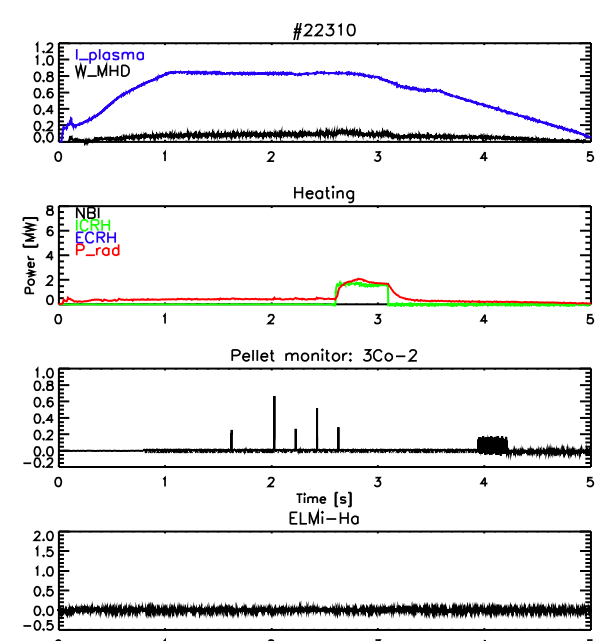 #22310
1.2
1.0
0.8
0.6
0.4
0.2
0.0
I_plasma
W_MHD
0 1 2 3 4 5
Heating
8
6
4
2
0
Power [MW]
NBI
ICRH
ECRH
P_rad
0 1 2 3 4 5
Pellet monitor: 3Co-2
1.0
0.8
0.6
0.4
0.2
0.0
-0.2
0 1 2 3 4 5
Time [s]
ELMi-Ha
2.0
1.5
1.0
0.5
0.0
-0.5